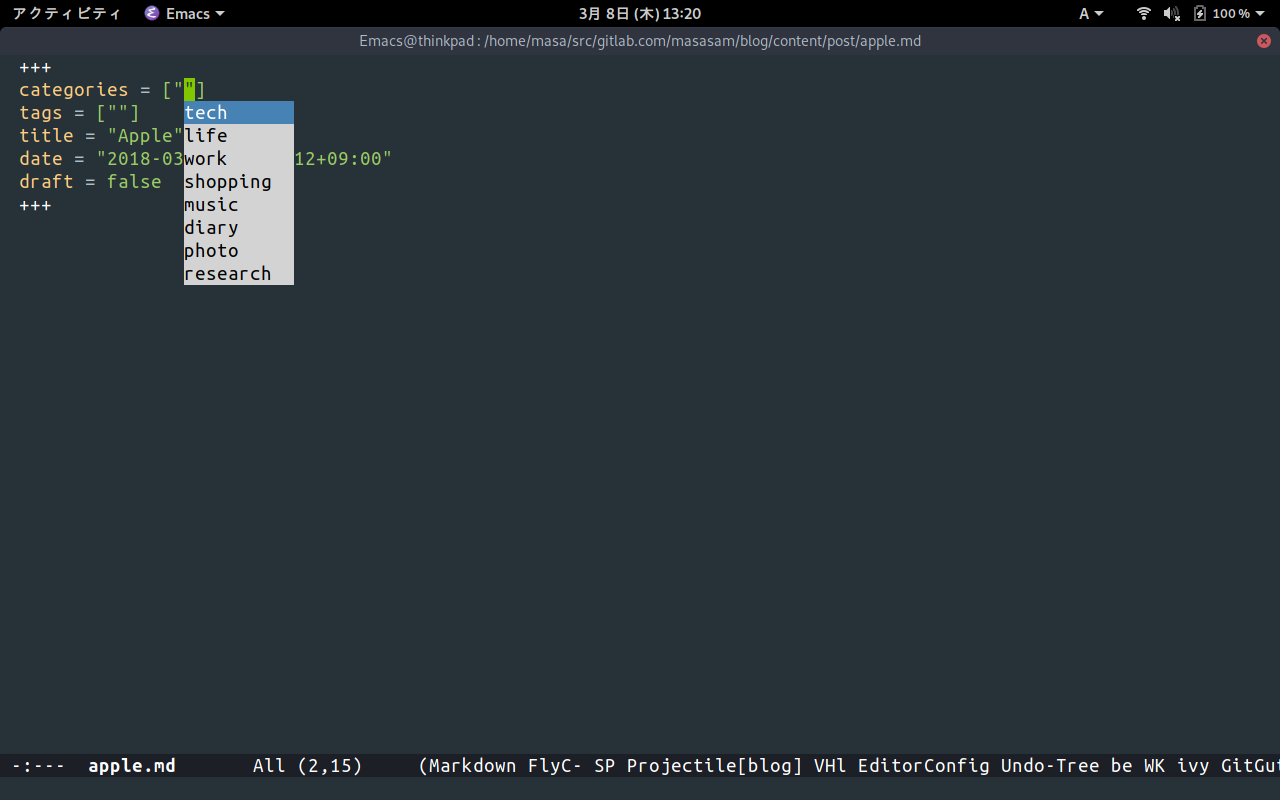 アクティビティ Emacs 3月 8日 (木) 13:20 A 100 %
Emacs@thinkpad:/home/masa/src/gitlab.com/masasam/blog/content/post/apple.md
+++
categories = [""]
tags = [""] tech
title = "Apple" life
date = "2018-03 work 12+09:00"
draft = false shopping
+++ music
diary
photo
research
-:--- apple.md All (2,15) (Markdown FlyC- SP Projectile[blog] VHl EditorConfig Undo-Tree be WK ivy GitGut